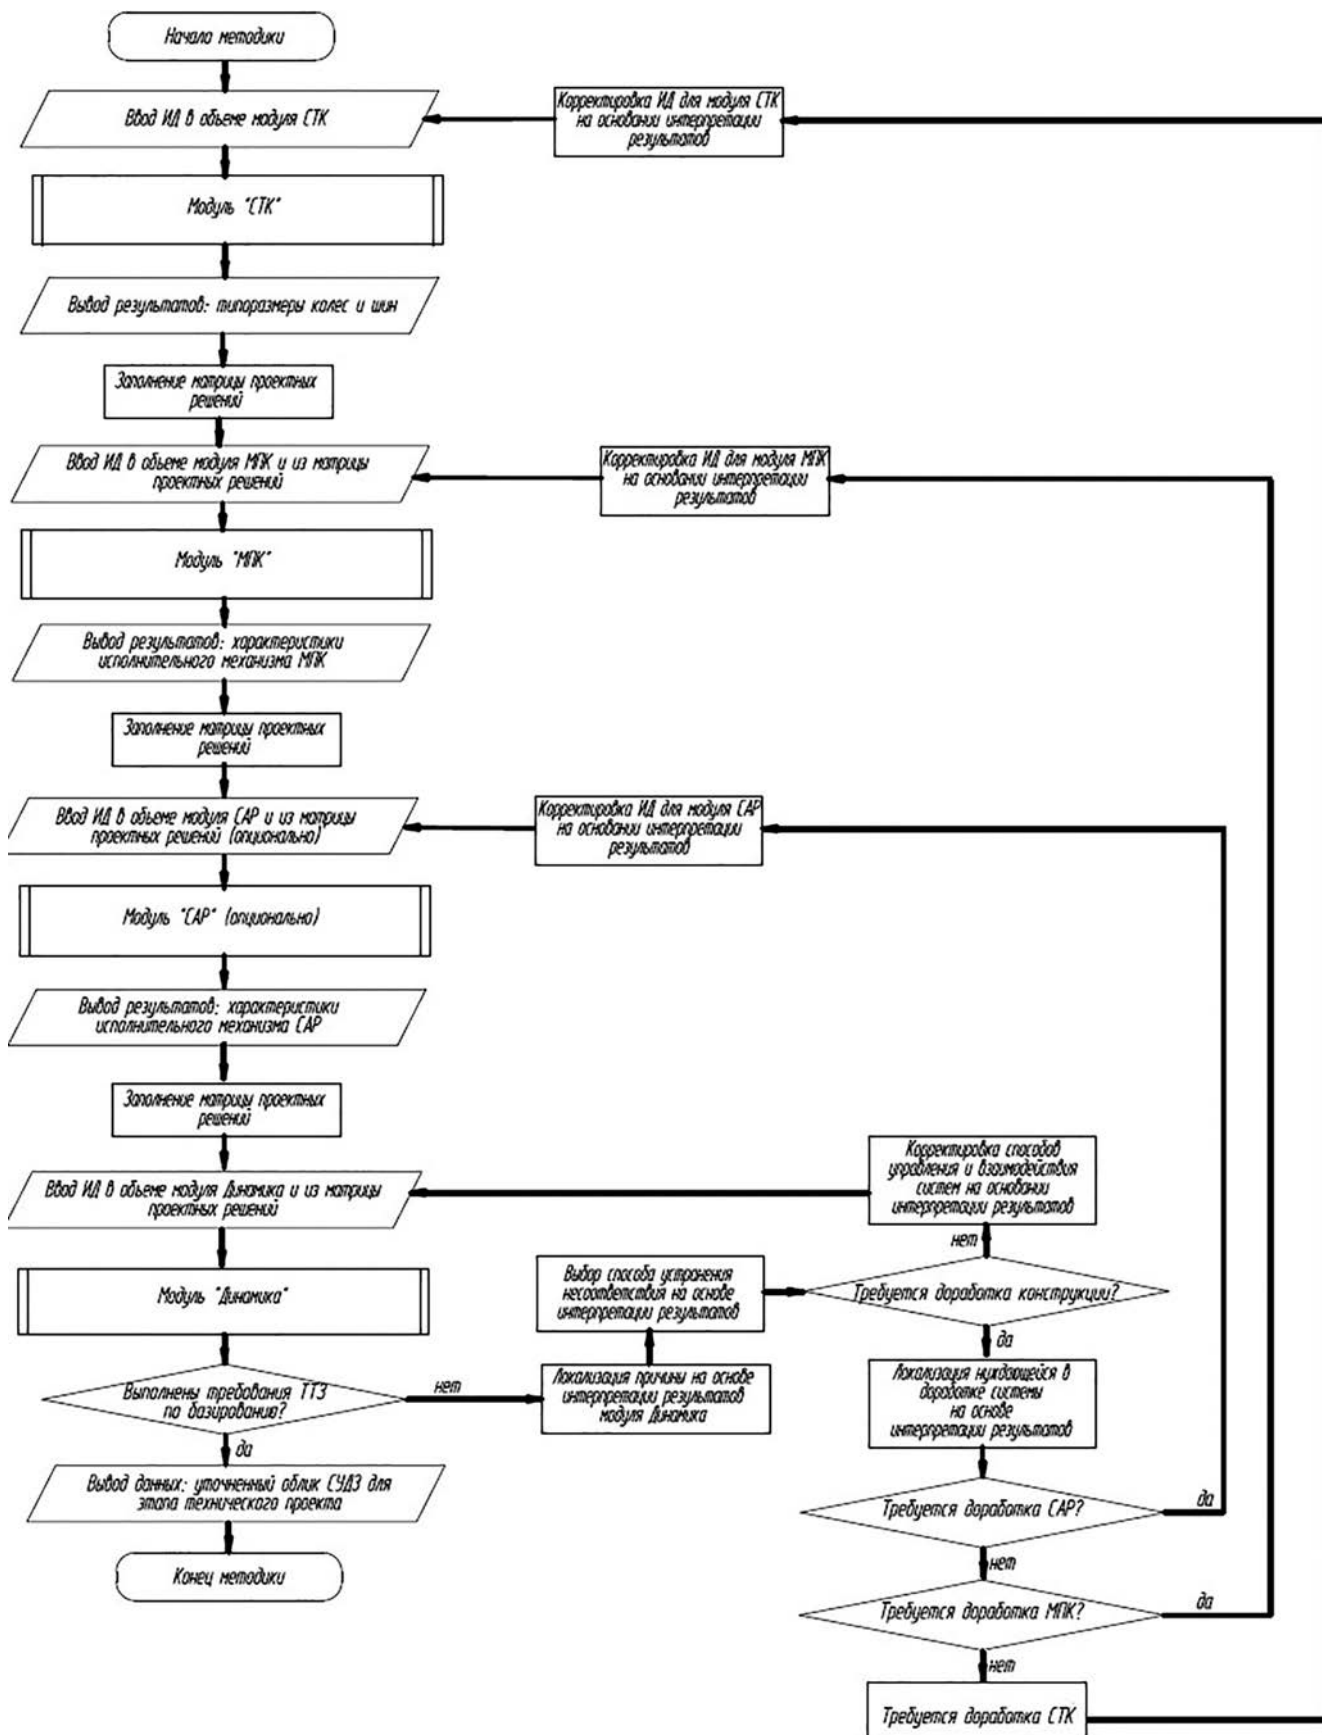 Начало методики
Ввод ИД в объеме модуля СТК
Корректировка ИД для модуля СТК
на основании интерпретации
результатов
Модуль "СТК"
Вывод результатов: типоразмеры колес и шин
Заполнение матрицы проектных
решений
Ввод ИД в объеме модуля МПК и из матрицы
проектных решений
Корректировка ИД для модуля МПК
на основании интерпретации
результатов
Модуль "МПК"
Вывод результатов: характеристики
исполнительного механизма МПК
Заполнение матрицы проектных
решений
Ввод ИД в объеме модуля САР и из матрицы
проектных решений (опционально)
Корректировка ИД для модуля САР
на основании интерпретации
результатов
Модуль "САР" (опционально)
Вывод результатов: характеристики
исполнительного механизма САР
Заполнение матрицы проектных
решений
Ввод ИД в объеме модуля Динамика и из матрицы
проектных решений
Корректировка способов
управления и взаимодействия
систем на основании
интерпретации результатов
нет
Модуль "Динамика"
Выбор способа устранения
несоответствия на основе
интерпретации результатов
Требуется доработка конструкции?
да
Выполнены требования ТТЗ
по базированию?
нет
Локализация причины на основе
интерпретации результатов
модуля Динамика
Локализация нуждающейся в
доработке системы
на основе
интерпретации результатов
да
Вывод данных: уточненный облик СУДЗ для
этапа технического проекта
Требуется доработка САР?
да
нет
Конец методики
Требуется доработка МПК?
да
нет
Требуется доработка СТК